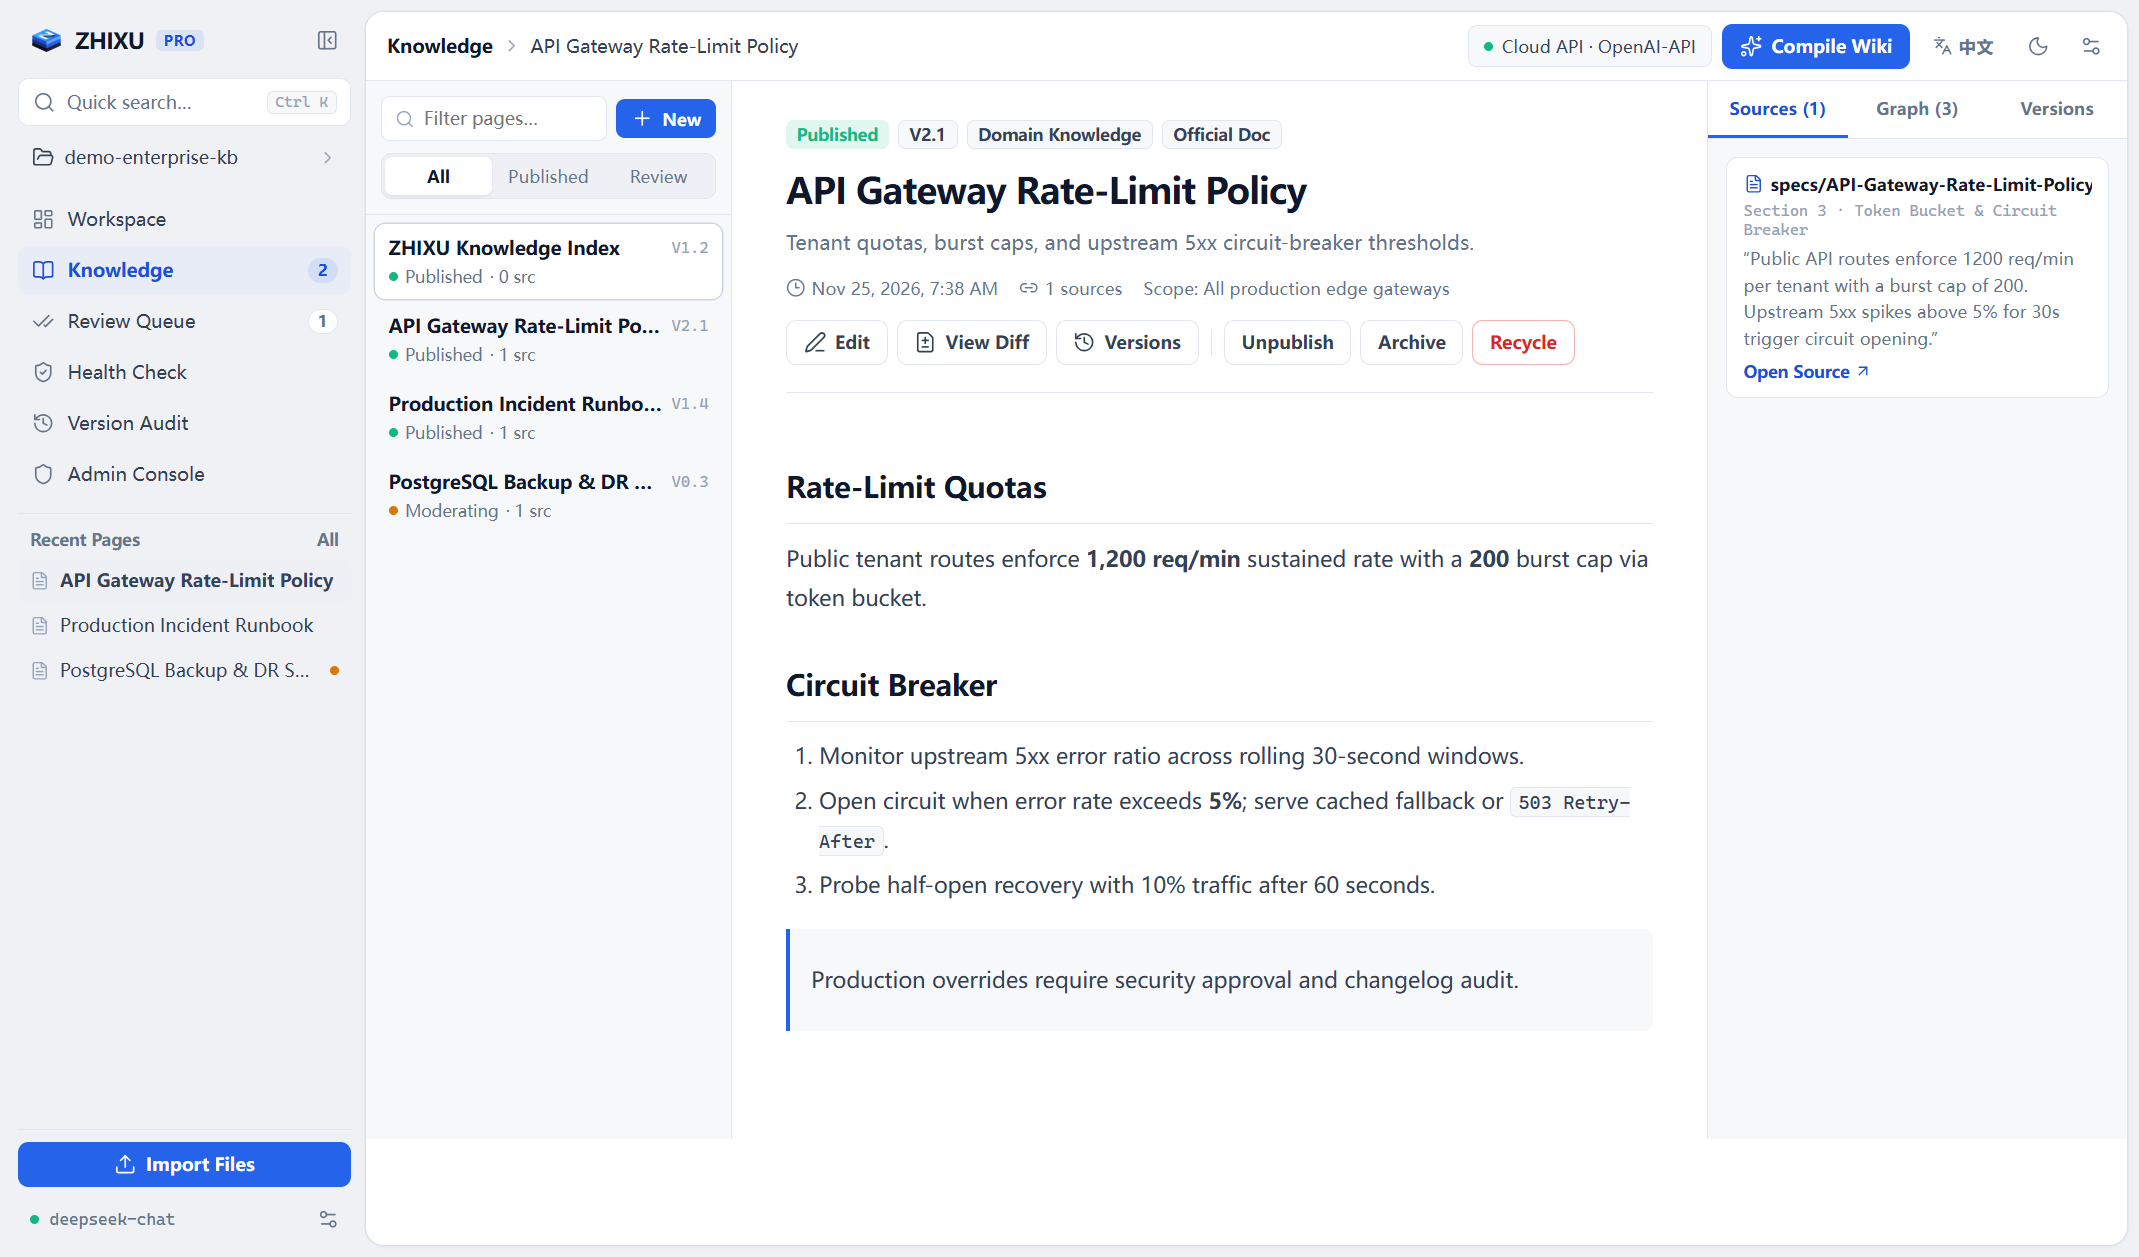 ZHIXU PRO
Quick search... Ctrl K
demo-enterprise-kb
Workspace
Knowledge 2
Review Queue 1
Health Check
Version Audit
Admin Console
Recent Pages All
API Gateway Rate-Limit Policy
Production Incident Runbook
PostgreSQL Backup & DR S...
Import Files
deepseek-chat
Knowledge > API Gateway Rate-Limit Policy
Cloud API · OpenAI-API
Compile Wiki
中文
Filter pages...
New
All Published Review
ZHIXU Knowledge Index V1.2
Published · 0 src
API Gateway Rate-Limit Po... V2.1
Published · 1 src
Production Incident Runbo... V1.4
Published · 1 src
PostgreSQL Backup & DR ... V0.3
Moderating · 1 src
Published V2.1 Domain Knowledge Official Doc
API Gateway Rate-Limit Policy
Tenant quotas, burst caps, and upstream 5xx circuit-breaker thresholds.
Nov 25, 2026, 7:38 AM 1 sources Scope: All production edge gateways
Edit View Diff Versions Unpublish Archive Recycle
Rate-Limit Quotas
Public tenant routes enforce 1,200 req/min sustained rate with a 200 burst cap via
token bucket.
Circuit Breaker
1. Monitor upstream 5xx error ratio across rolling 30-second windows.
2. Open circuit when error rate exceeds 5%; serve cached fallback or 503 Retry-
After.
3. Probe half-open recovery with 10% traffic after 60 seconds.
Production overrides require security approval and changelog audit.
Sources (1) Graph (3) Versions
specs/API-Gateway-Rate-Limit-Policy
Section 3 · Token Bucket & Circuit
Breaker
“Public API routes enforce 1200 req/min
per tenant with a burst cap of 200.
Upstream 5xx spikes above 5% for 30s
trigger circuit opening.”
Open Source